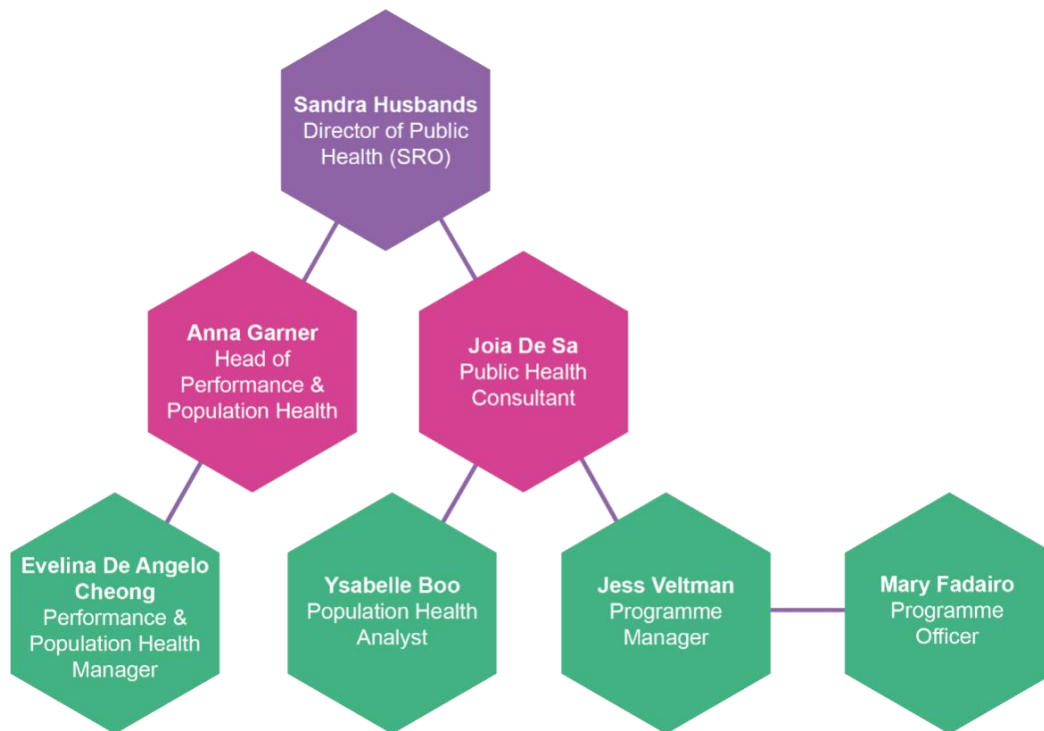 Sandra Husbands
Director of Public
Health (SRO)
Anna Garner
Head of
Performance &
Population Health
Joia De Sa
Public Health
Consultant
Evelina De Angelo
Cheong
Performance &
Population Health
Manager
Ysabelle Boo
Population Health
Analyst
Jess Veltman
Programme
Manager
Mary Fadairo
Programme
Officer